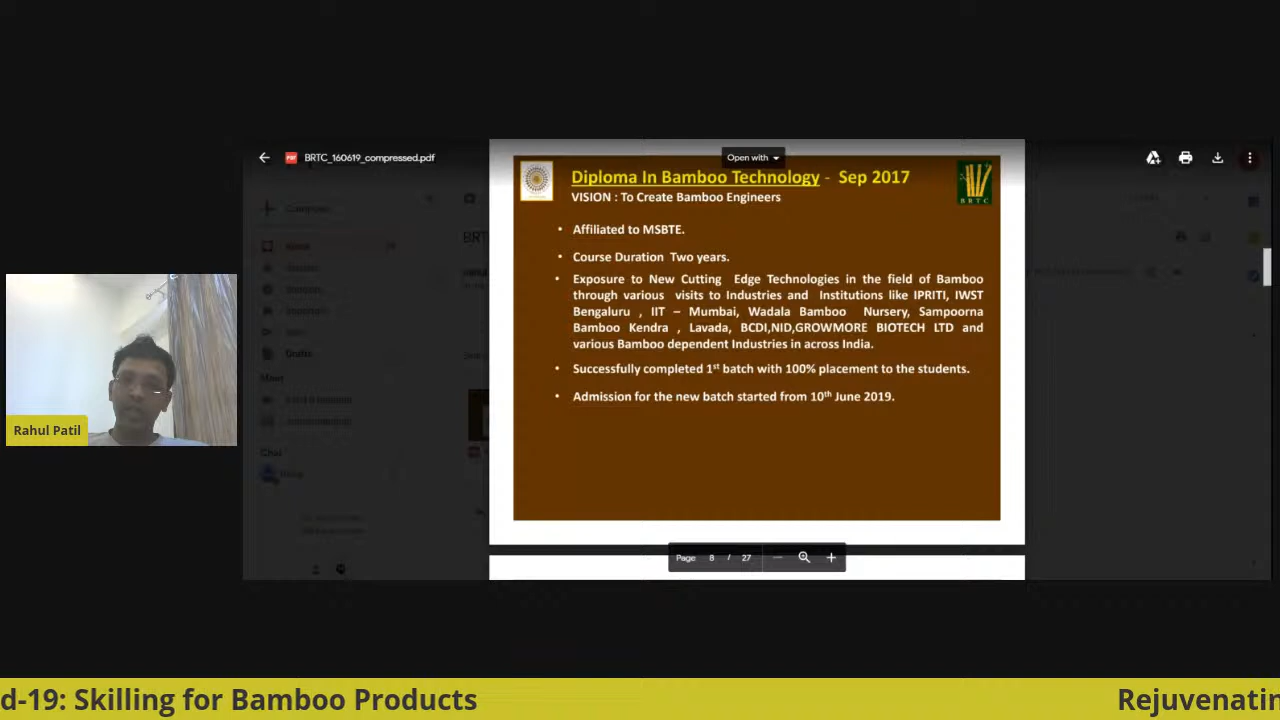 BRTC_160619_compressed.pdf
Open with
Diploma In Bamboo Technology - Sep 2017
VISION : To Create Bamboo Engineers
BRTC
• Affiliated to MSBTE.
• Course Duration Two years.
• Exposure to New Cutting Edge Technologies in the field of Bamboo
through various visits to Industries and Institutions like IPRITI, IWST
Bengaluru , IIT – Mumbai, Wadala Bamboo Nursery, Sampoorna
Bamboo Kendra , Lavada, BCDI,NID,GROWMORE BIOTECH LTD and
various Bamboo dependent Industries in across India.
• Successfully completed 1st batch with 100% placement to the students.
• Admission for the new batch started from 10th June 2019.
Page 8 / 27
Compose
Drafts
Meet
Chat
Rahul Patil
d-19: Skilling for Bamboo Products
Rejuvenatin